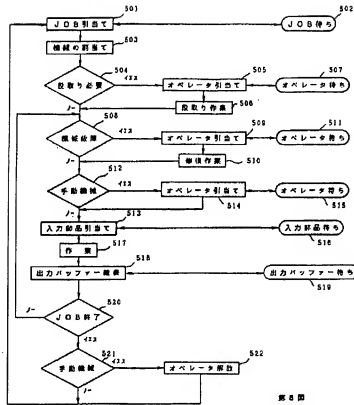 501
JOB引当て
502
JOB待ち
503
機械の割当て
504
段取り必要
イエス
505
オペレータ引当て
507
オペレータ待ち
506
段取り作業
ノー
508
機械故障
イエス
509
オペレータ引当て
511
オペレータ待ち
510
修復作業
ノー
512
手動機械
イエス
オペレータ引当て
514
オペレータ待ち
515
ノー
513
入力部品引当て
入力部品待ち
516
517
作業
518
出力バッファー確保
出力バッファー待ち
519
ノー
520
JOB終了
イエス
521
手動機械
イエス
522
オペレータ解放
ノー
第5図